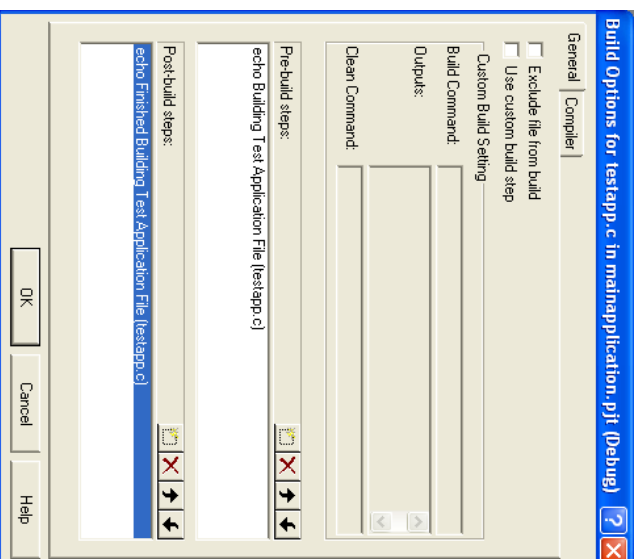 Build Options for testapp.c in mainapplication.pjt (Debug)
General Compiler
Exclude file from build
Use custom build step
Custom Build Setting
Build Command:
Outputs:
Clean Command:
Pre-build steps:
echo Building Test Application File (testapp.c)
Post-build steps:
echo Finished Building Test Application File (testapp.c)
OK Cancel Help